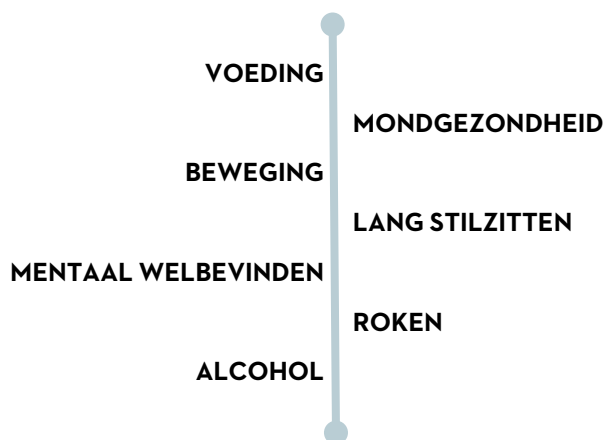 VOEDING
MONDGEZONDHEID
BEWEGING
LANG STILZITTEN
MENTAAL WELBEVINDEN
ROKEN
ALCOHOL